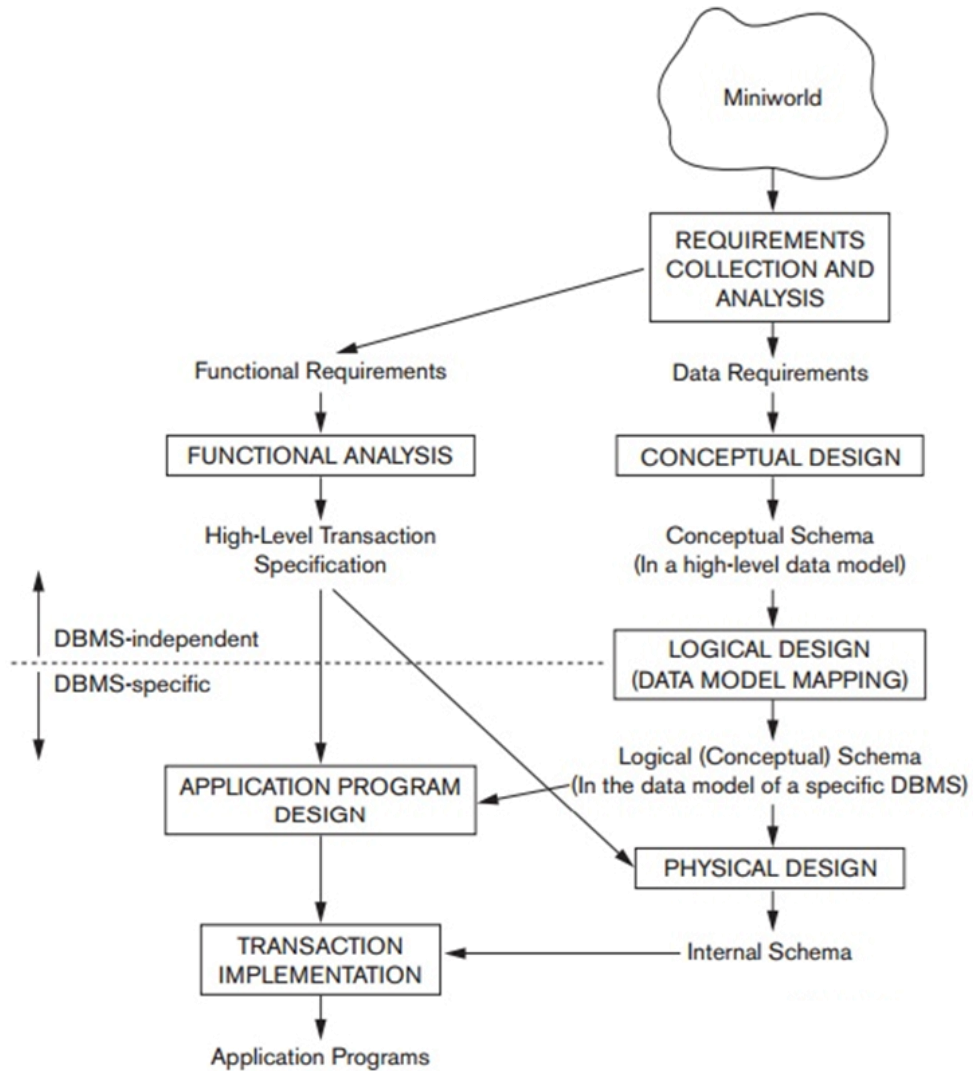 Miniworld
REQUIREMENTS
COLLECTION AND
ANALYSIS
Functional Requirements
Data Requirements
FUNCTIONAL ANALYSIS
CONCEPTUAL DESIGN
High-Level Transaction
Specification
Conceptual Schema
(In a high-level data model)
DBMS-independent
DBMS-specific
LOGICAL DESIGN
(DATA MODEL MAPPING)
Logical (Conceptual) Schema
(In the data model of a specific DBMS)
APPLICATION PROGRAM
DESIGN
PHYSICAL DESIGN
TRANSACTION
IMPLEMENTATION
Internal Schema
Application Programs